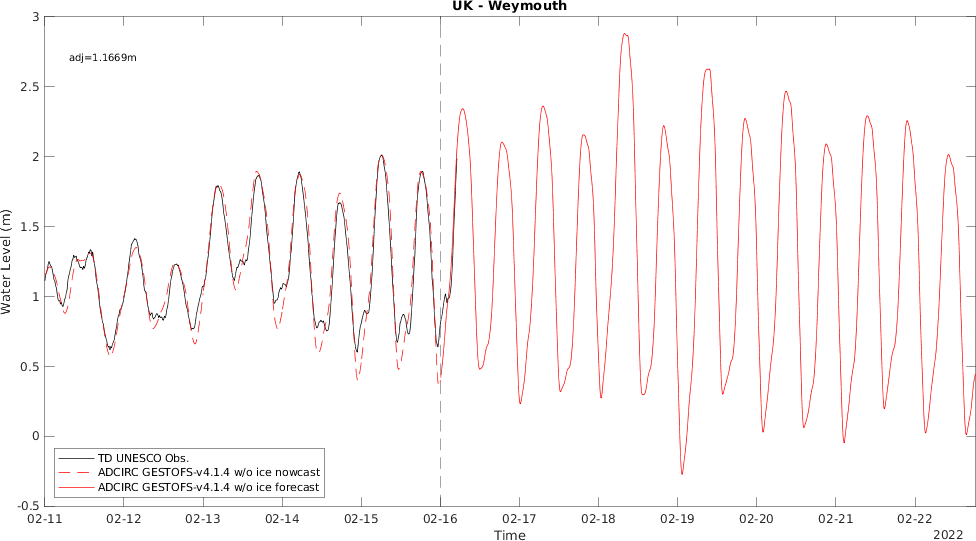 UK - Weymouth
adj=1.1669m
Water Level (m)
3
2.5
2
1.5
1
0.5
0
-0.5
TD UNESCO Obs.
ADCIRC GESTOFS-v4.1.4 w/o ice nowcast
ADCIRC GESTOFS-v4.1.4 w/o ice forecast
02-11 02-12 02-13 02-14 02-15 02-16 02-17 02-18 02-19 02-20 02-21 02-22
Time
2022